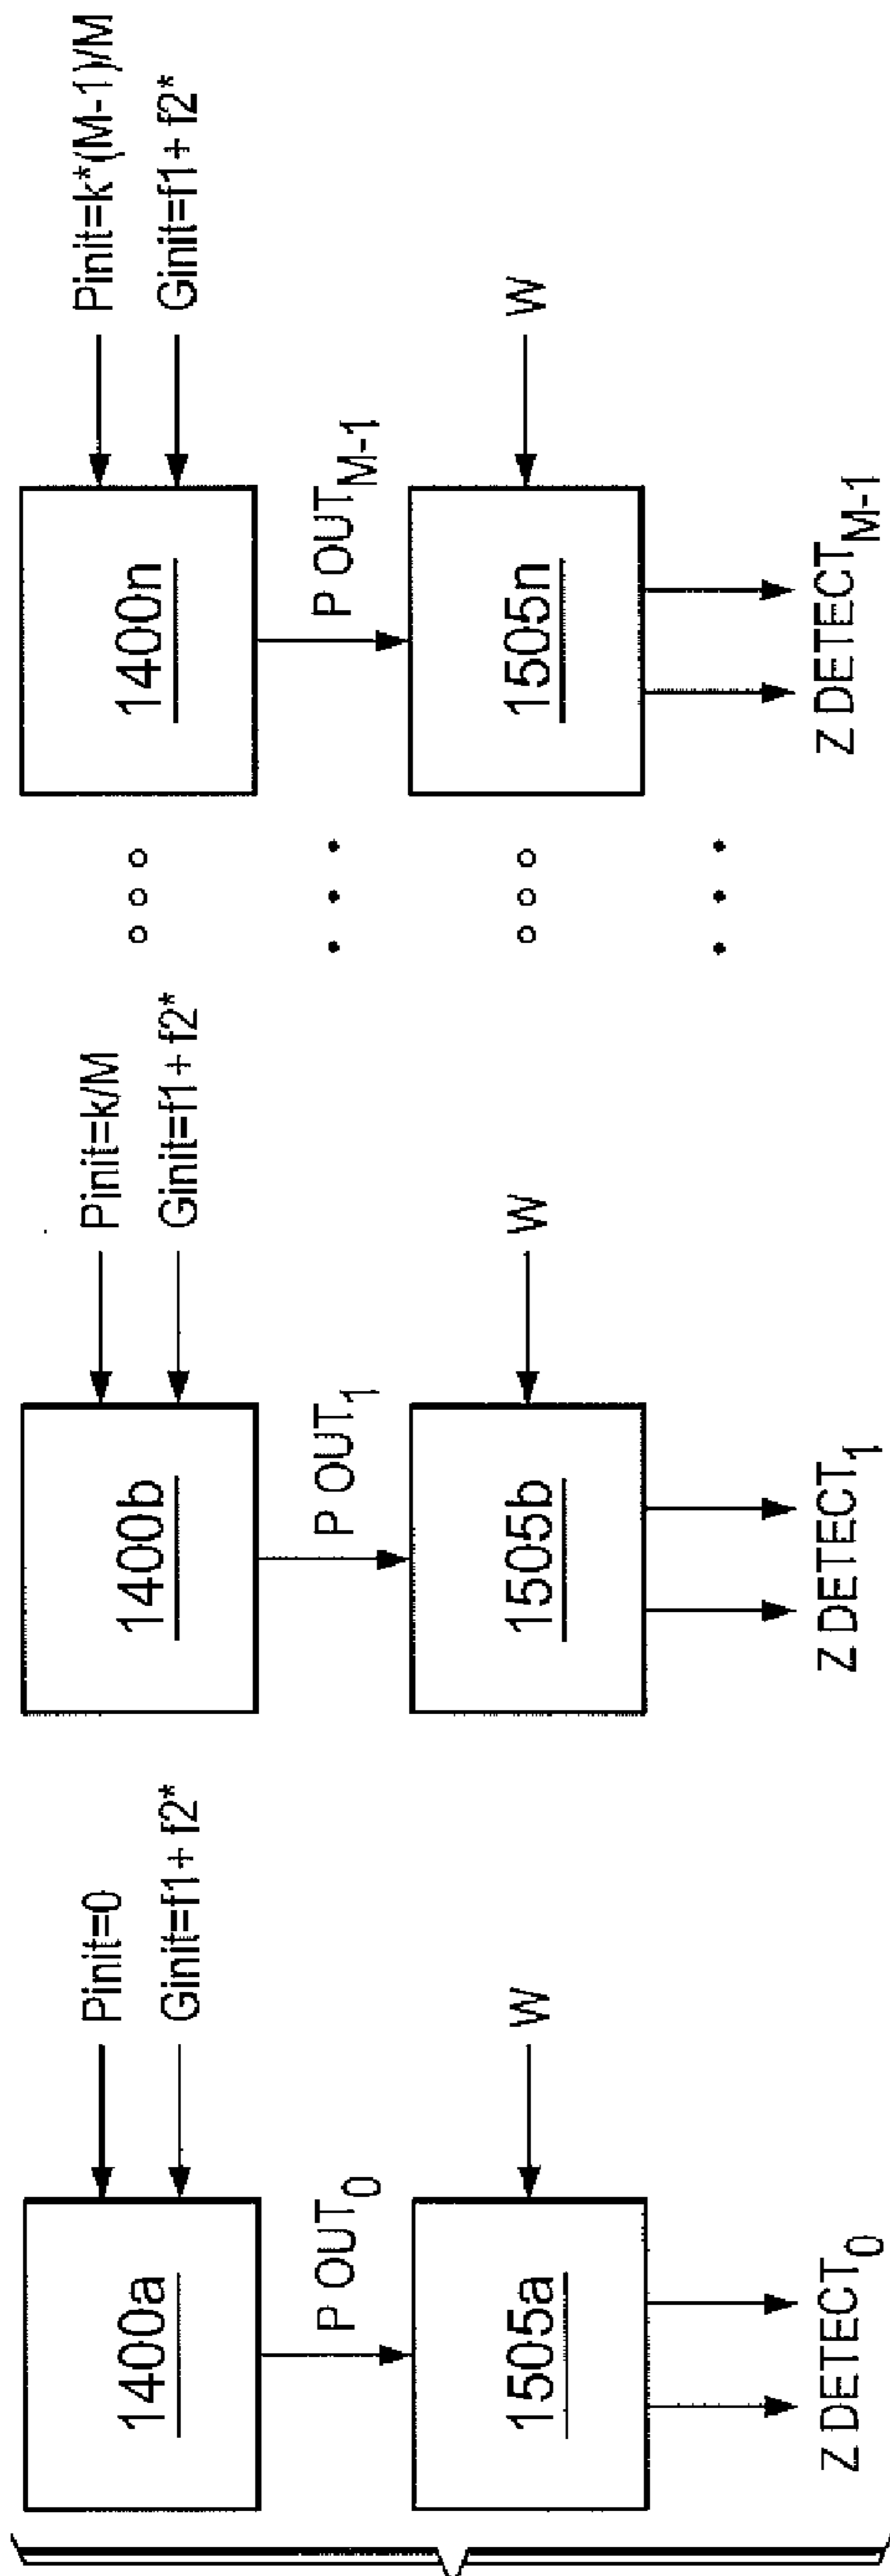 Pinit=0
Ginit=f1+ f2*
1400a
P OUT0
W
1505a
Z DETECT0
Pinit=k/M
Ginit=f1+ f2*
1400b
P OUT1
W
1505b
Z DETECT1
Pinit=k*(M-1)/M
Ginit=f1+ f2*
1400n
P OUTM-1
W
1505n
Z DETECTM-1